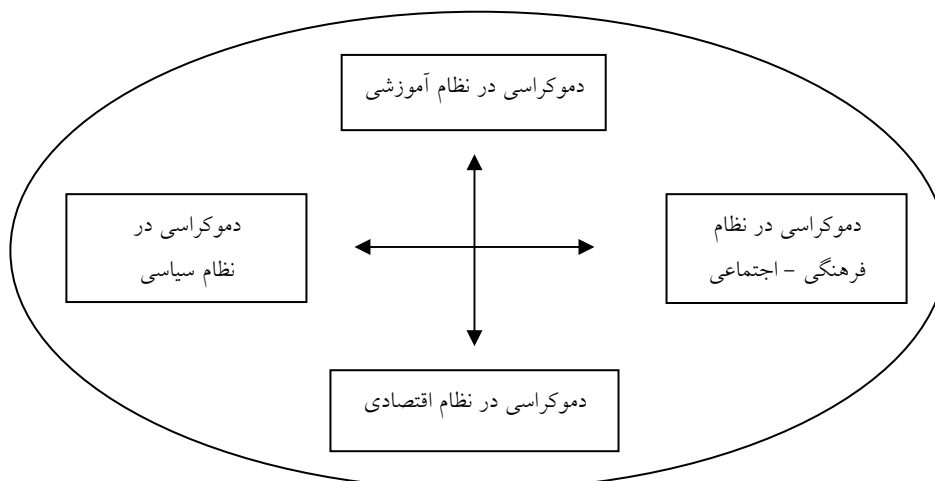 دموکراسی در نظام آموزشی
دموکراسی در نظام
فرهنگی – اجتماعی
دموکراسی در
نظام سیاسی
دموکراسی در نظام اقتصادی